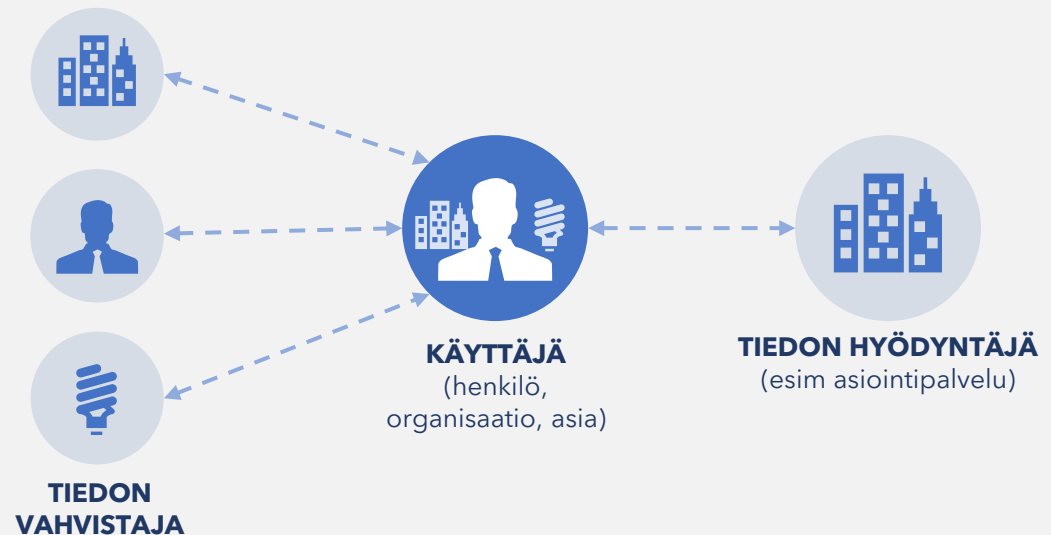 TIEDON
VAHVISTAJA
KÄYTTÄJÄ
(henkilö,
organisaatio, asia)
TIEDON HYÖDYNTÄJÄ
(esim asiointipalvelu)